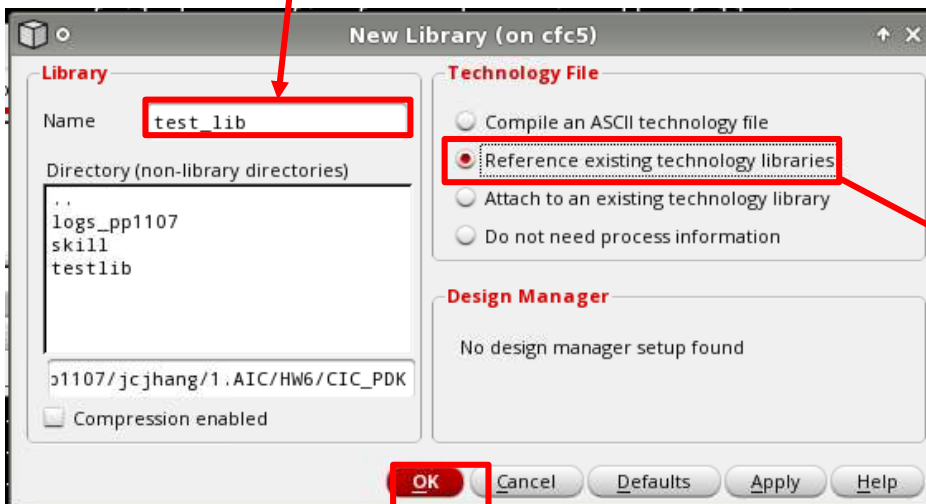 New Library (on cfc5)
Library
Name test_lib
Directory (non-library directories)
..
logs_pp1107
skill
testlib
o1107/jcjhang/1.AIC/HW6/CIC_PDK
Compression enabled
Technology File
Compile an ASCII technology file
Reference existing technology libraries
Attach to an existing technology library
Do not need process information
Design Manager
No design manager setup found
OK Cancel Defaults Apply Help